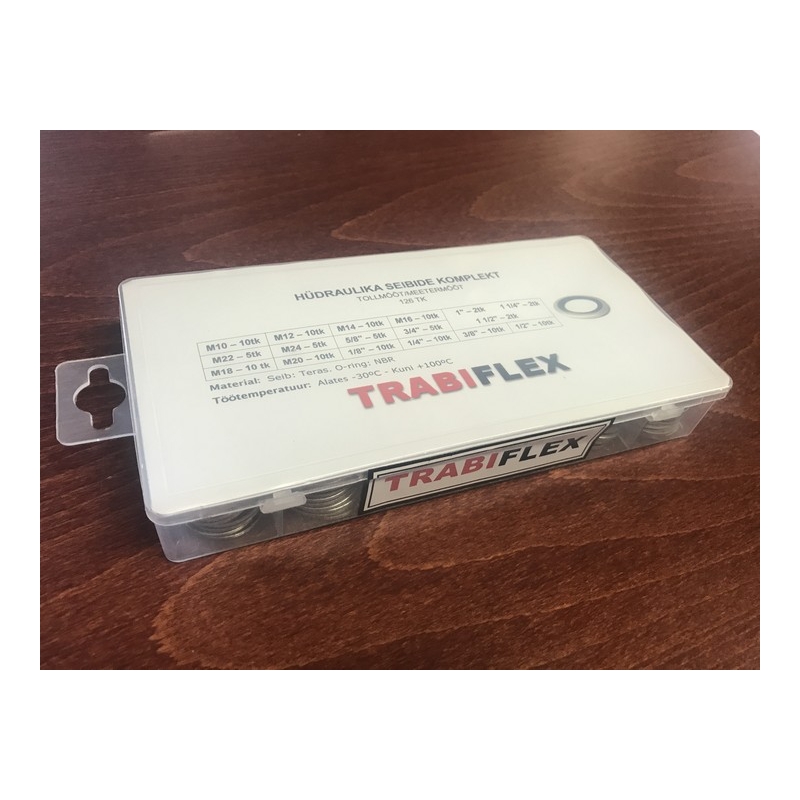 HÜDRAULIKA SEIBIDE KOMPLEKT
TOLLMÕÕT/MEETERMÕÕT
126 TK
M10 – 10tk M12 – 10tk M14 – 10tk M16 – 10tk 1" – 2tk 1 1/4" – 2tk
M22 – 5tk M24 – 5tk 5/8" – 5tk 3/4" – 5tk 1 1/2" – 2tk
M18 – 10 tk M20 – 10tk 1/8" – 10tk 1/4" – 10tk 3/8" – 10tk 1/2" – 10tk
Material: Seib: Teras. O-ring: NBR
Töötemperatuur: Alates -30ºC - Kuni +100ºC
TRABIFLEX
TRABIFLEX